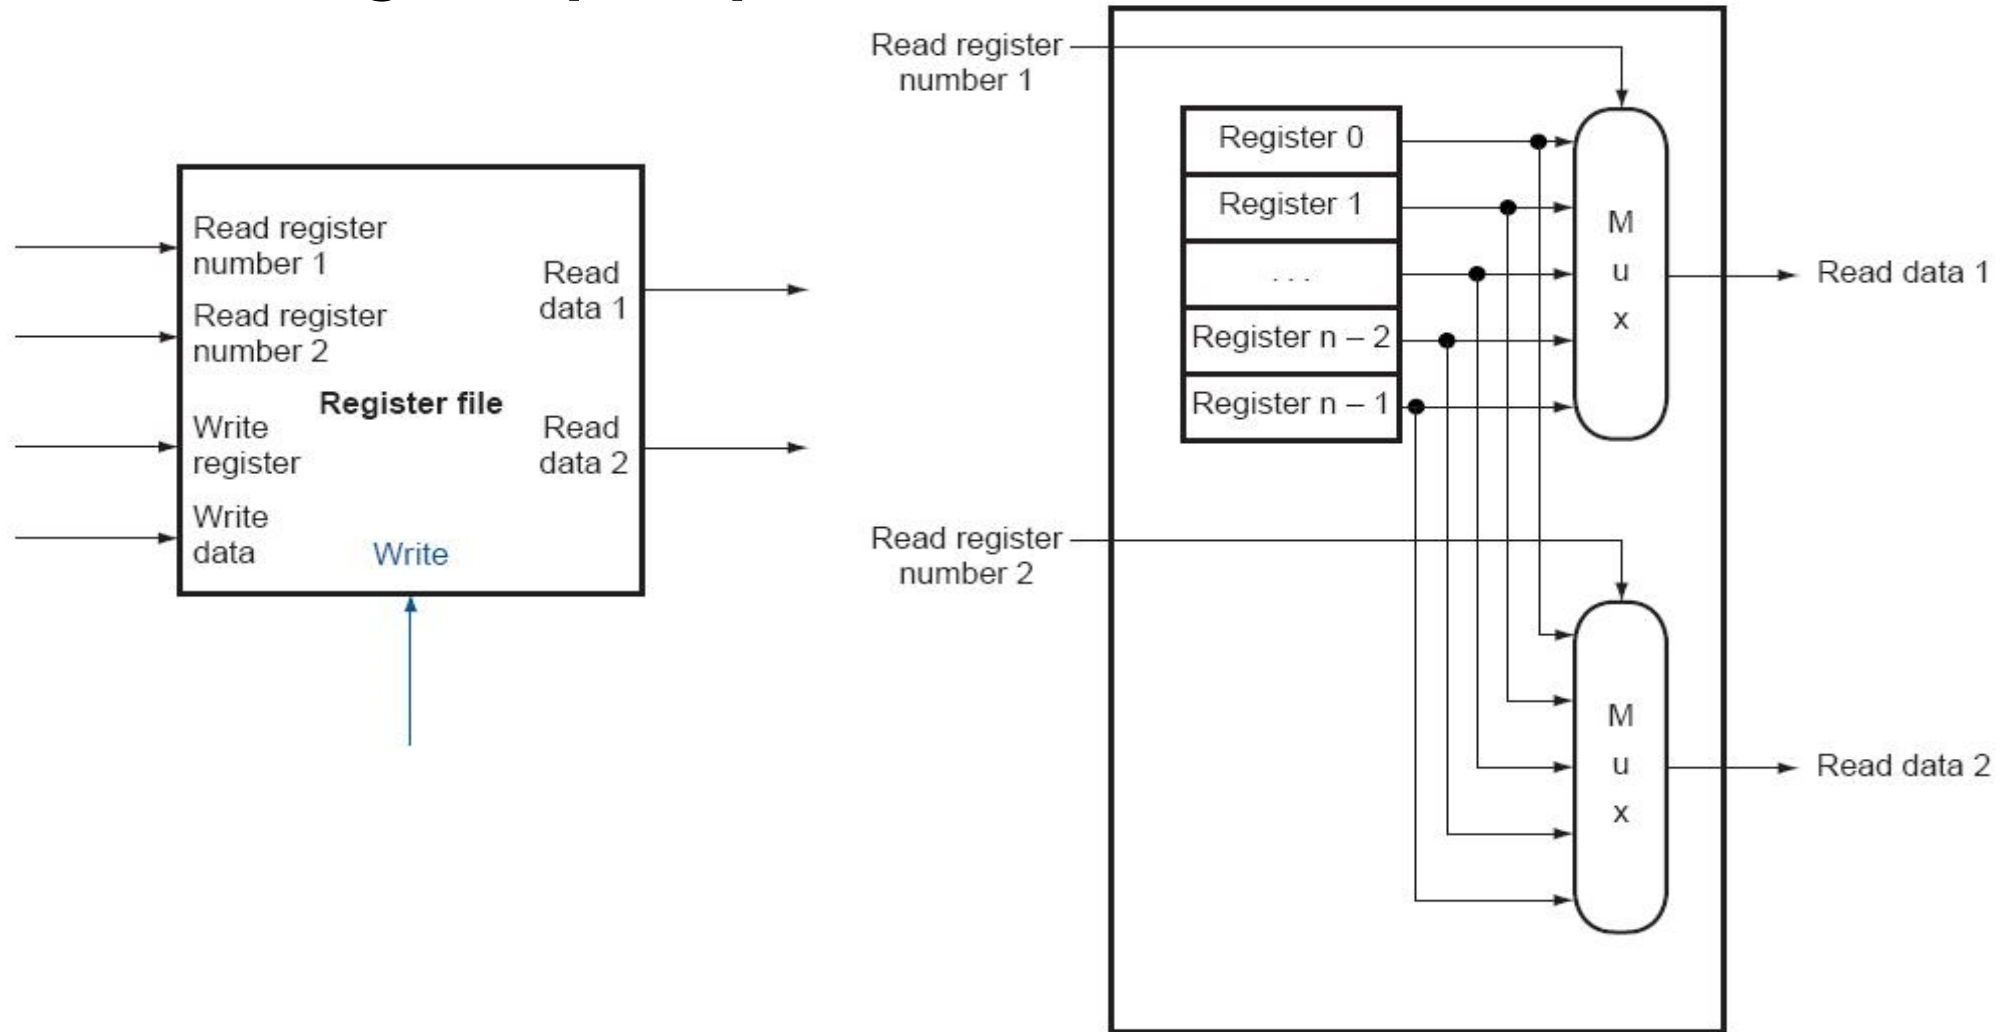 Read register
number 1
Read register
number 2
Register file
Write
register
Write
data
Write
Read
data 1
Read
data 2
Read register
number 1
Register 0
Register 1
. . .
Register n – 2
Register n – 1
M
u
x
Read data 1
Read register
number 2
M
u
x
Read data 2